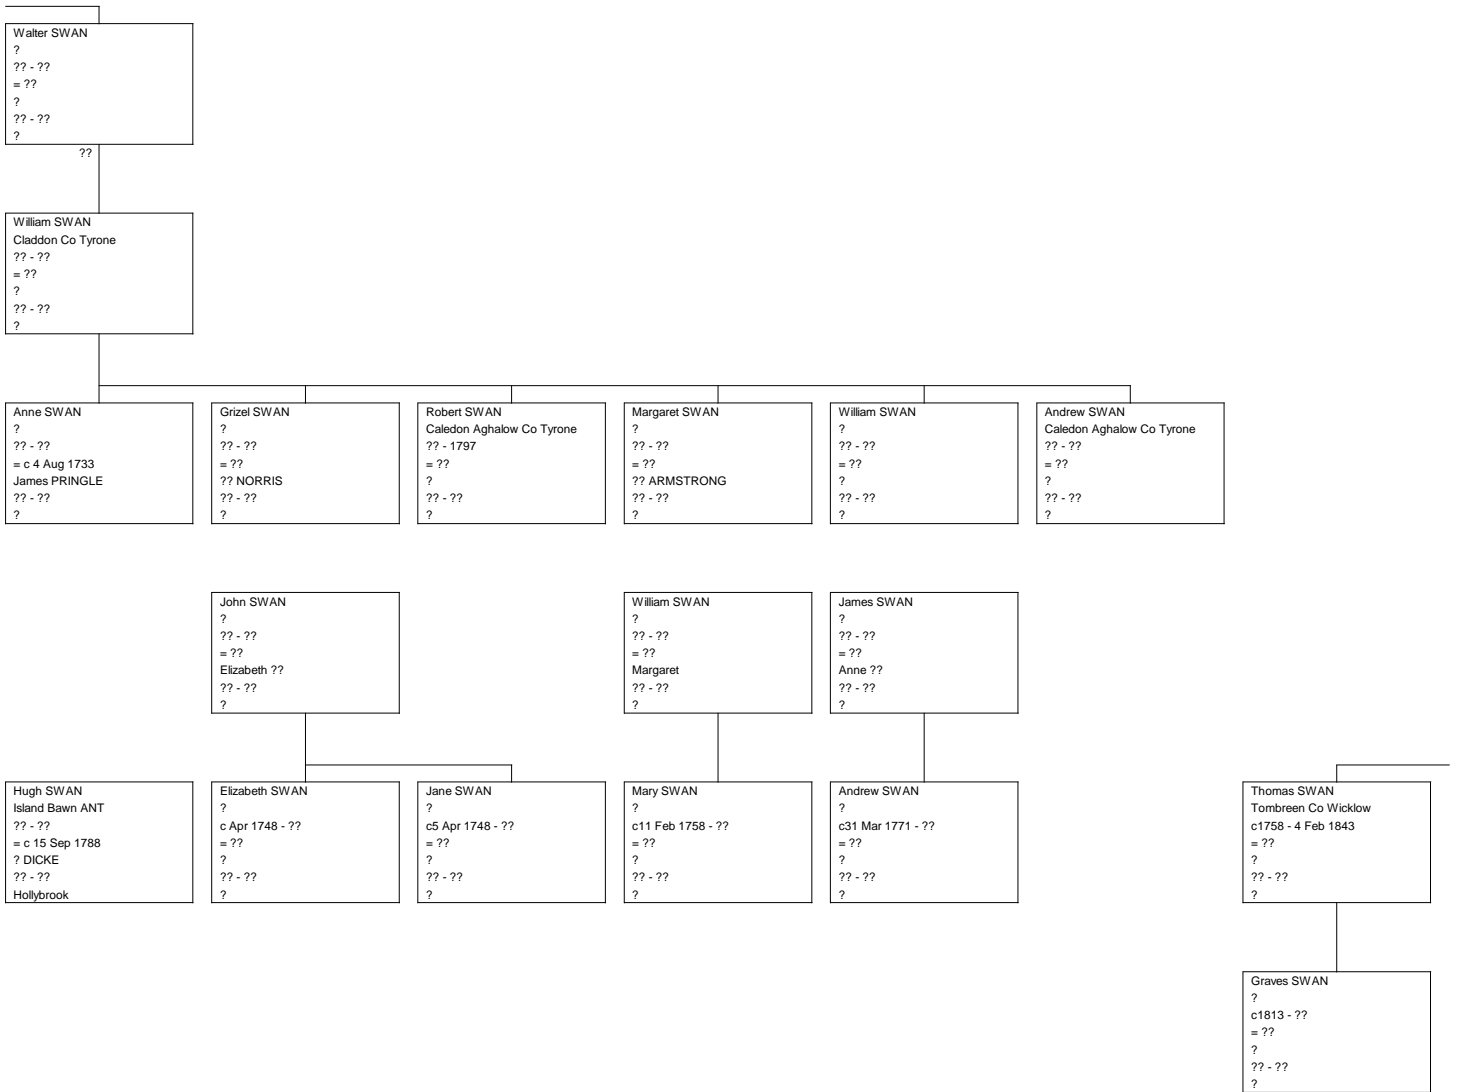 Walter SWAN
?
?? - ??
= ??
?
?? - ??
?
??
William SWAN
Claddon Co Tyrone
?? - ??
= ??
?
?? - ??
?
Anne SWAN
?
?? - ??
= c 4 Aug 1733
James PRINGLE
?? - ??
?
Grizel SWAN
?
?? - ??
= ??
?? NORRIS
?? - ??
?
Robert SWAN
Caledon Aghalow Co Tyrone
?? - 1797
= ??
?
?? - ??
?
Margaret SWAN
?
?? - ??
= ??
?? ARMSTRONG
?? - ??
?
William SWAN
?
?? - ??
= ??
?
?? - ??
?
Andrew SWAN
Caledon Aghalow Co Tyrone
?? - ??
= ??
?
?? - ??
?
John SWAN
?
?? - ??
= ??
Elizabeth ??
?? - ??
?
William SWAN
?
?? - ??
= ??
Margaret
?? - ??
?
James SWAN
?
?? - ??
= ??
Anne ??
?? - ??
?
Hugh SWAN
Island Bawn ANT
?? - ??
= c 15 Sep 1788
? DICKE
?? - ??
Hollybrook
Elizabeth SWAN
?
c Apr 1748 - ??
= ??
?
?? - ??
?
Jane SWAN
?
c5 Apr 1748 - ??
= ??
?
?? - ??
?
Mary SWAN
?
c11 Feb 1758 - ??
= ??
?
?? - ??
?
Andrew SWAN
?
c31 Mar 1771 - ??
= ??
?
?? - ??
?
Thomas SWAN
Tombreen Co Wicklow
c1758 - 4 Feb 1843
= ??
?
?? - ??
?
Graves SWAN
?
c1813 - ??
= ??
?
?? - ??
?